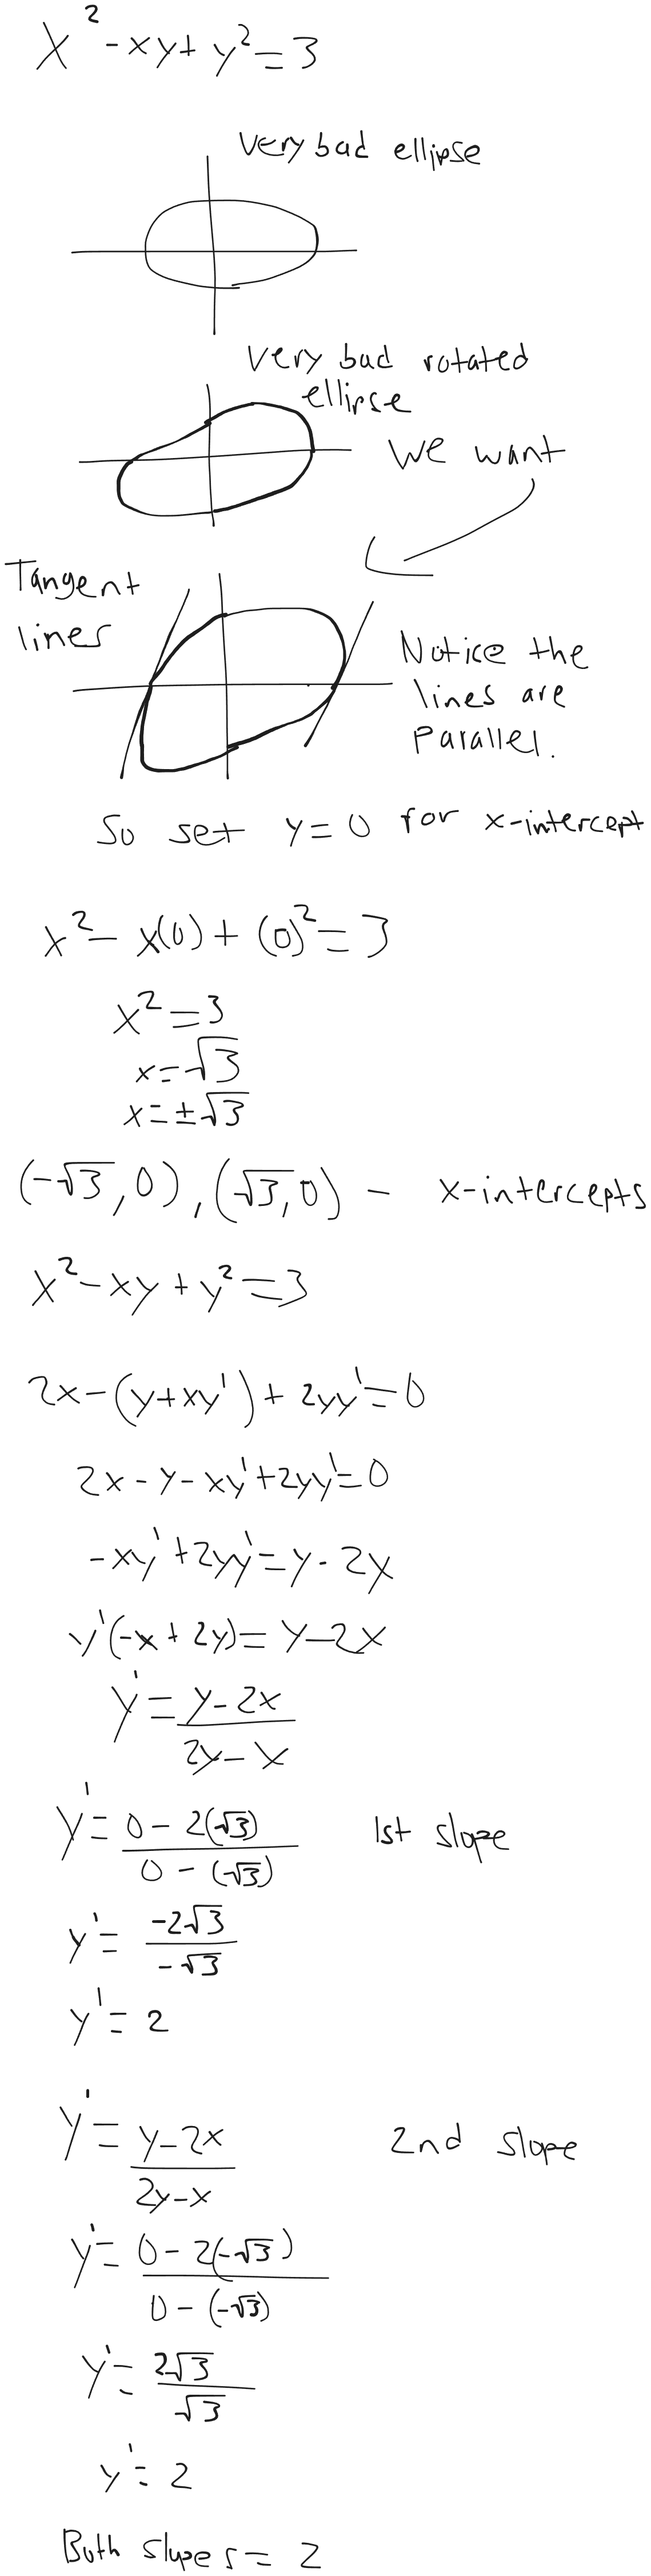 x² - xy + y² = 3
very bad ellipse
very bad rotated
ellipse
We want
Tangent
lines
Notice the
lines are
parallel.
So set y = 0 for x-intercept
x² - x(0) + (0)² = 3
x² = 3
x = √3
x = ±√3
(-√3, 0), (√3, 0) - x-intercepts
x² - xy + y² = 3
2x - (y + xy') + 2yy' = 0
2x - y - xy' + 2yy' = 0
-xy' + 2yy' = y - 2y
y'(-x + 2y) = y - 2x
y' = (y - 2x)/(2y - x)
y' = (0 - 2(√3))/(0 - (√3)) 1st slope
y' = (-2√3)/(-√3)
y' = 2
y' = (y - 2x)/(2y - x) 2nd slope
y' = (0 - 2(-√3))/(0 - (-√3))
y' = (2√3)/(√3)
y' = 2
Both slopes = 2